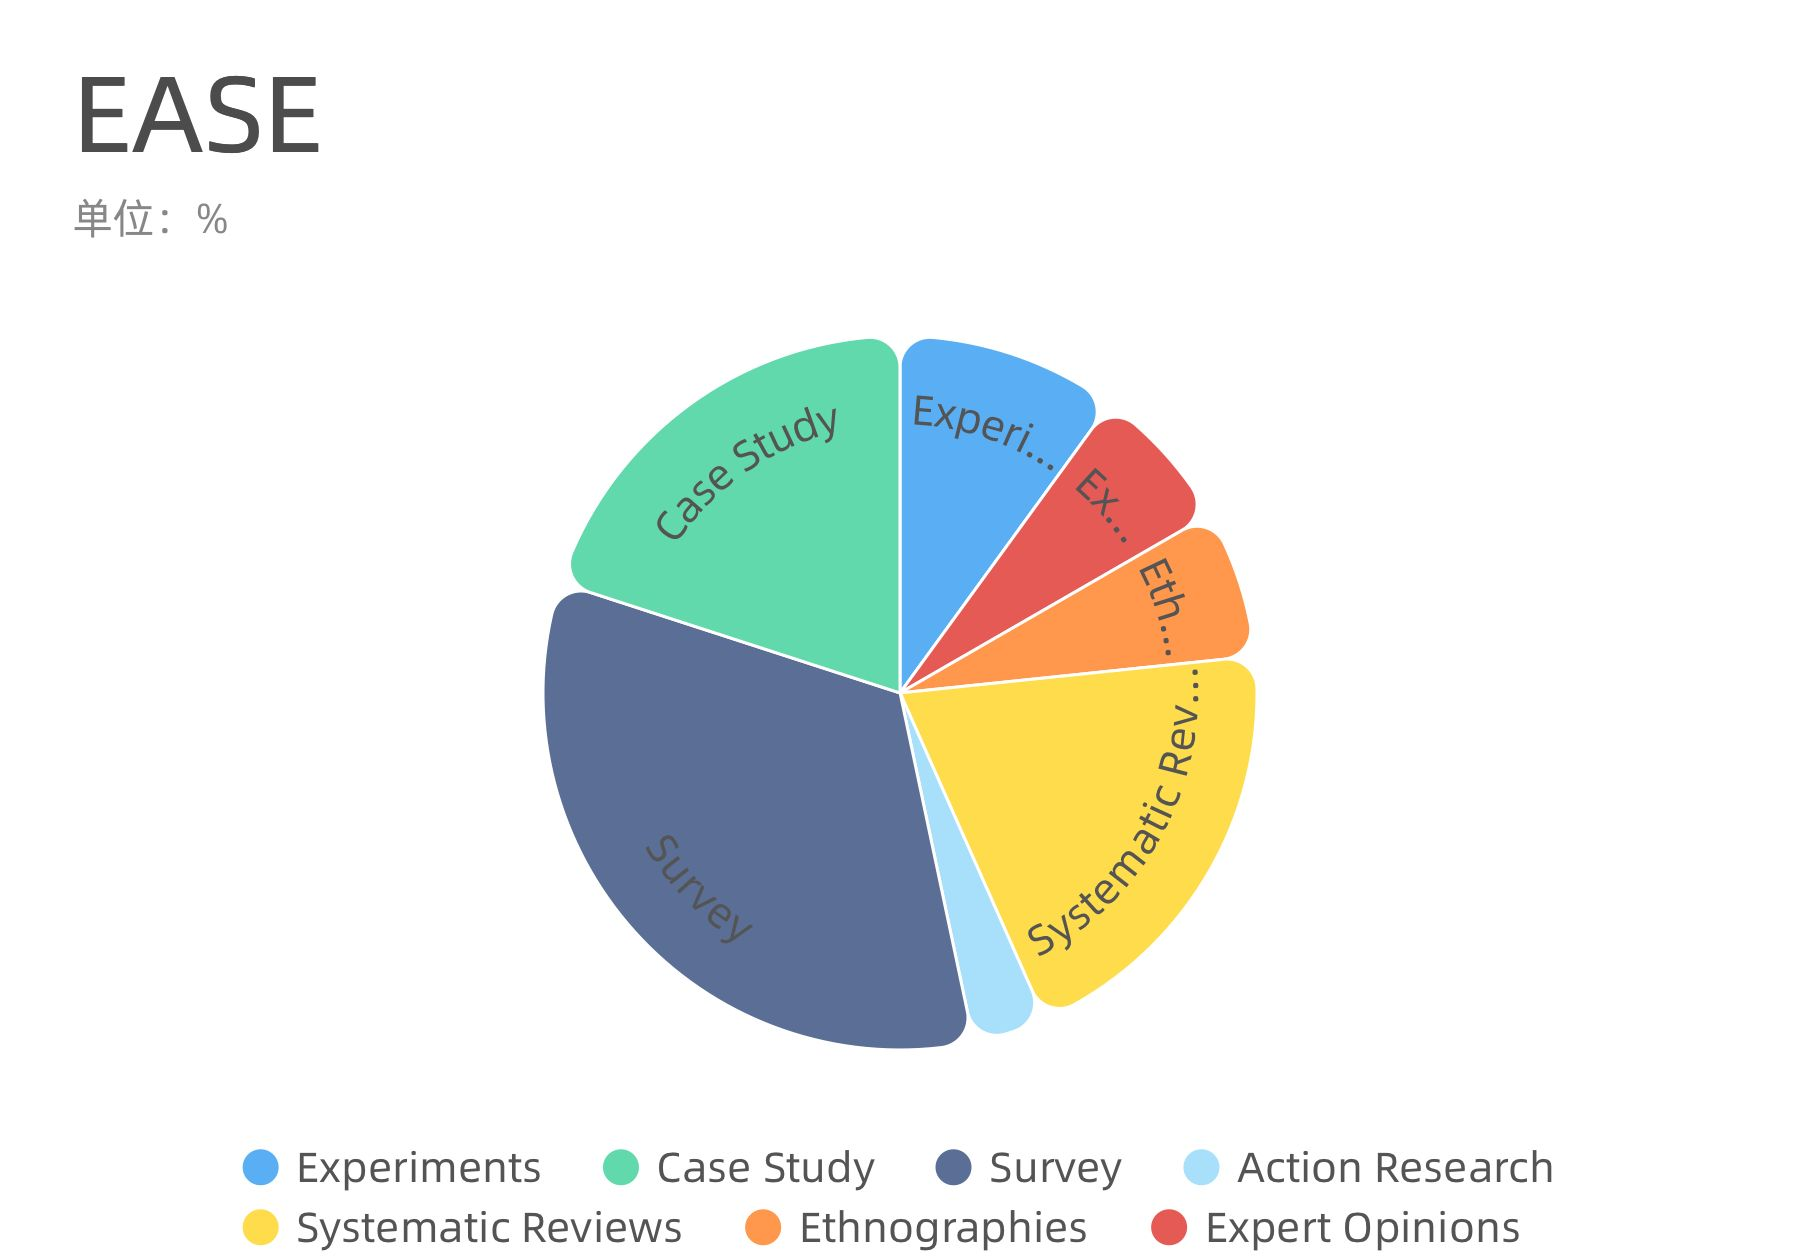 EASE
单位：%
Experi...
Ex...
Eth...
Case Study
Systematic Rev...
Survey
Experiments Case Study Survey Action Research
Systematic Reviews Ethnographies Expert Opinions